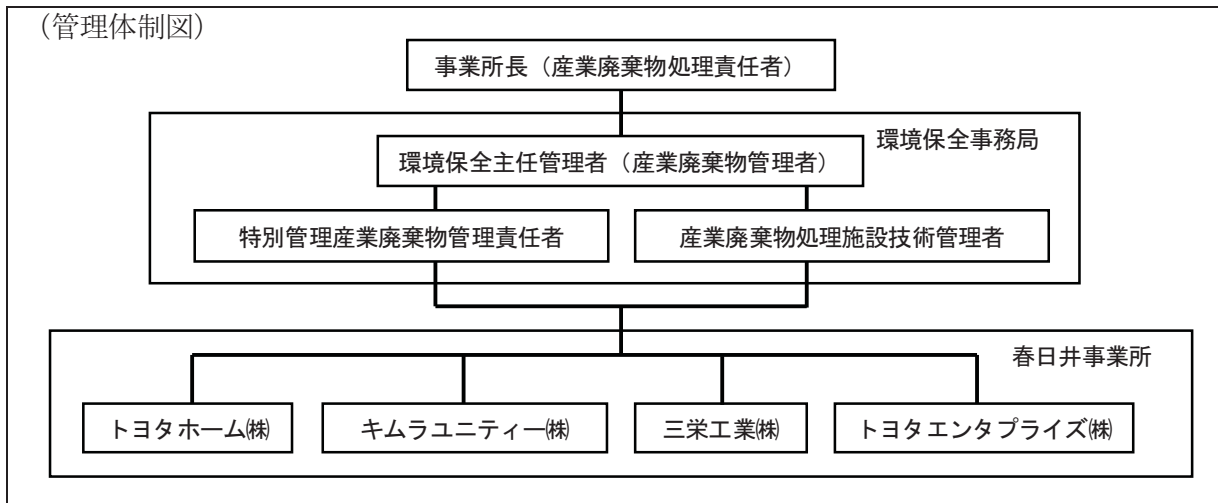 （管理体制図）
事業所長（産業廃棄物処理責任者）
環境保全事務局
環境保全主任管理者（産業廃棄物管理者）
特別管理産業廃棄物管理責任者
産業廃棄物処理施設技術管理者
春日井事業所
トヨタホーム㈱
キムラユニティー㈱
三栄工業㈱
トヨタエンタプライズ㈱